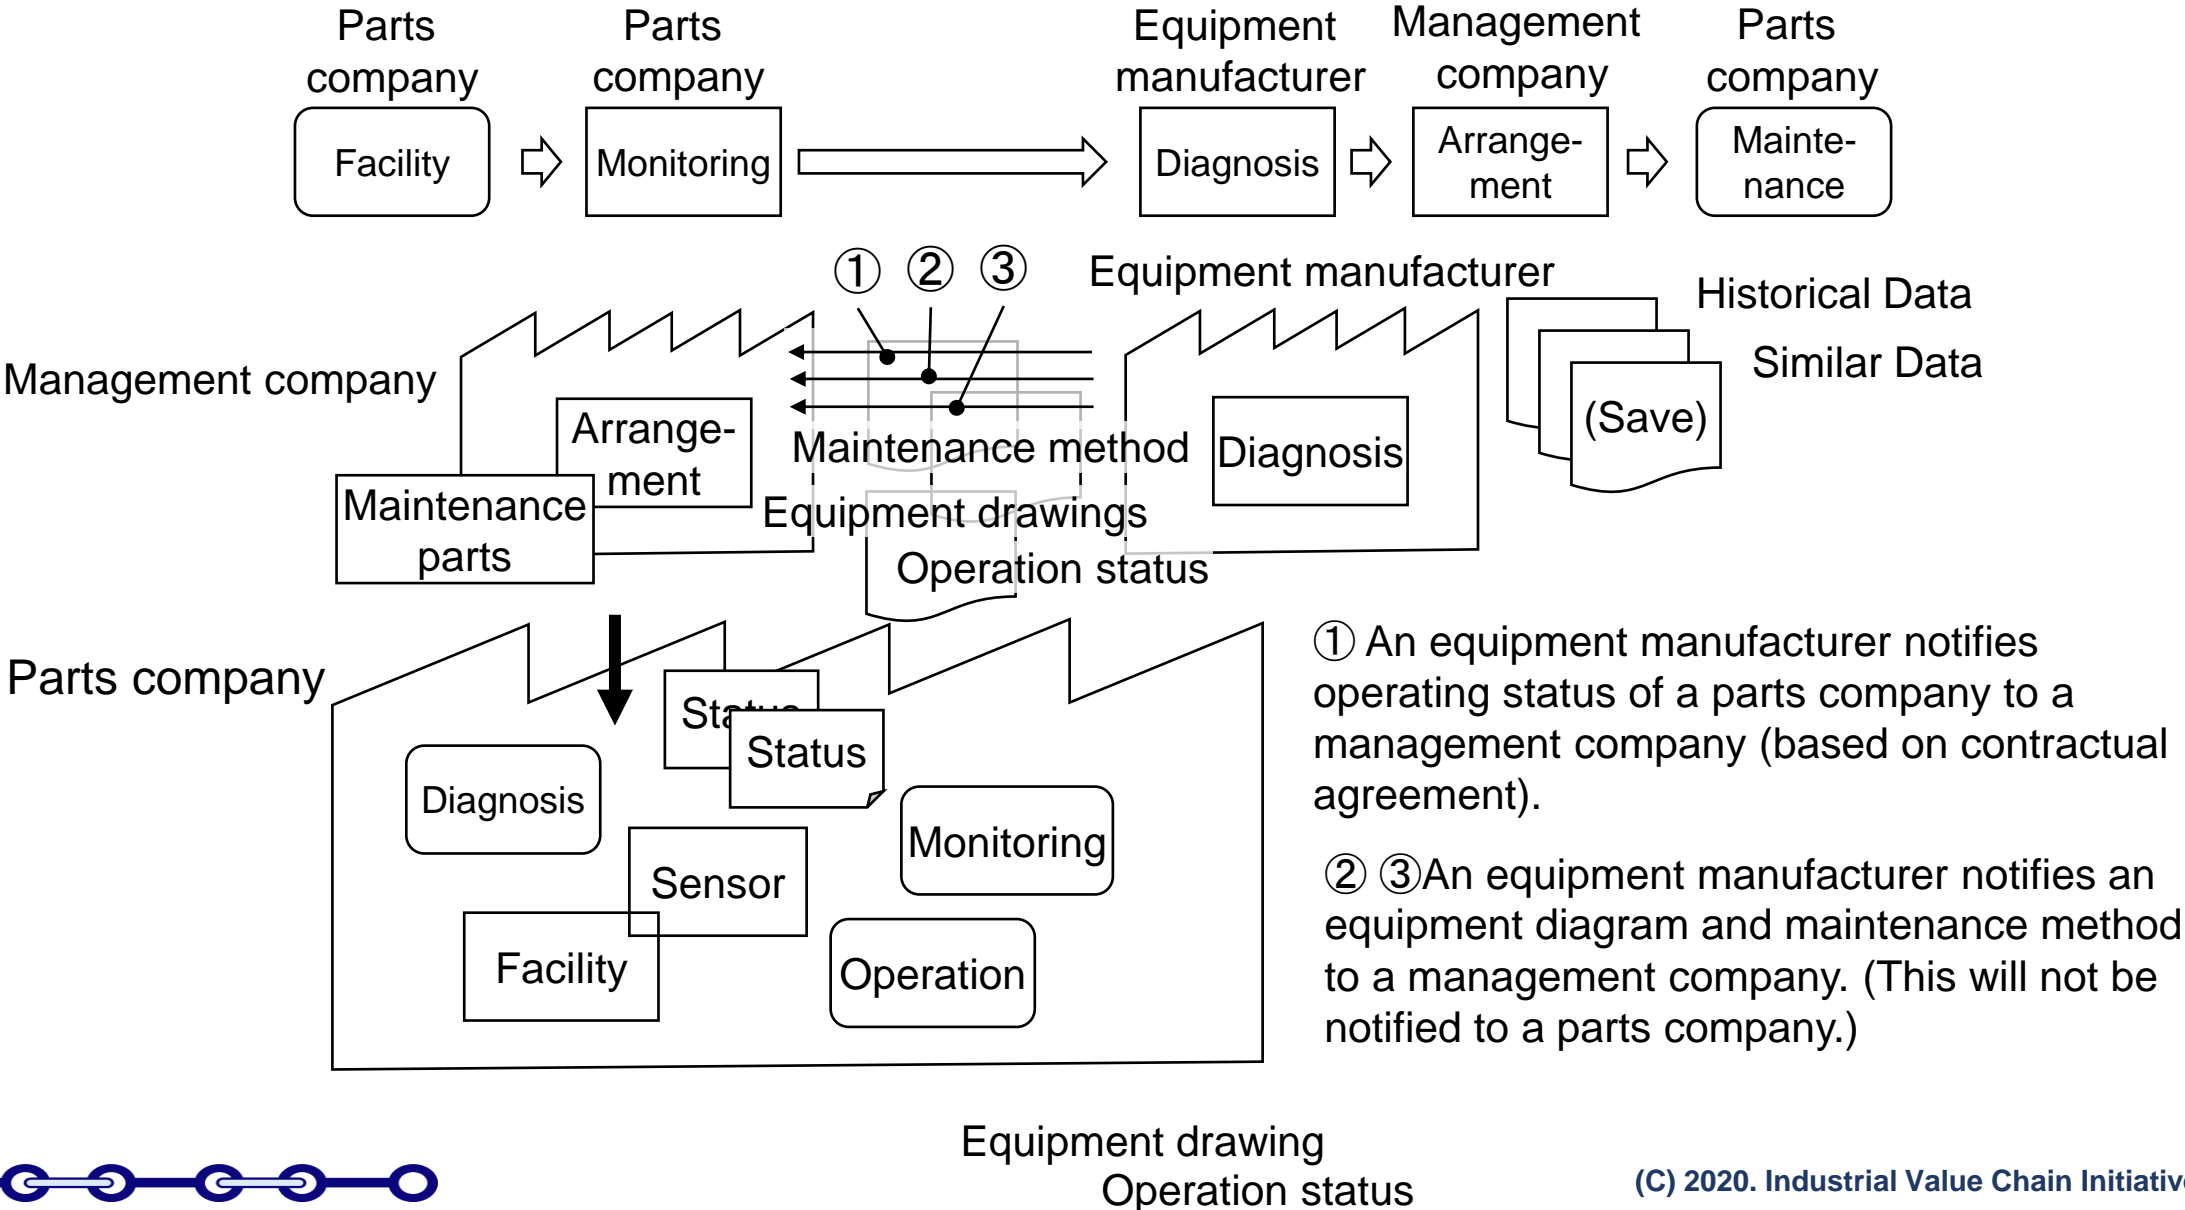 Parts
company
Parts
company
Equipment
manufacturer
Management
company
Parts
company
Facility
Monitoring
Diagnosis
Arrange-
ment
Mainte-
nance
① ② ③
Equipment manufacturer
Historical Data
Similar Data
(Save)
Management company
Arrange-
ment
Maintenance
parts
Maintenance method
Equipment drawings
Operation status
Diagnosis
Parts company
Status
Status
Diagnosis
Monitoring
Sensor
Facility
Operation
① An equipment manufacturer notifies
operating status of a parts company to a
management company (based on contractual
agreement).
② ③An equipment manufacturer notifies an
equipment diagram and maintenance method
to a management company. (This will not be
notified to a parts company.)
Equipment drawing
Operation status
(C) 2020. Industrial Value Chain Initiative